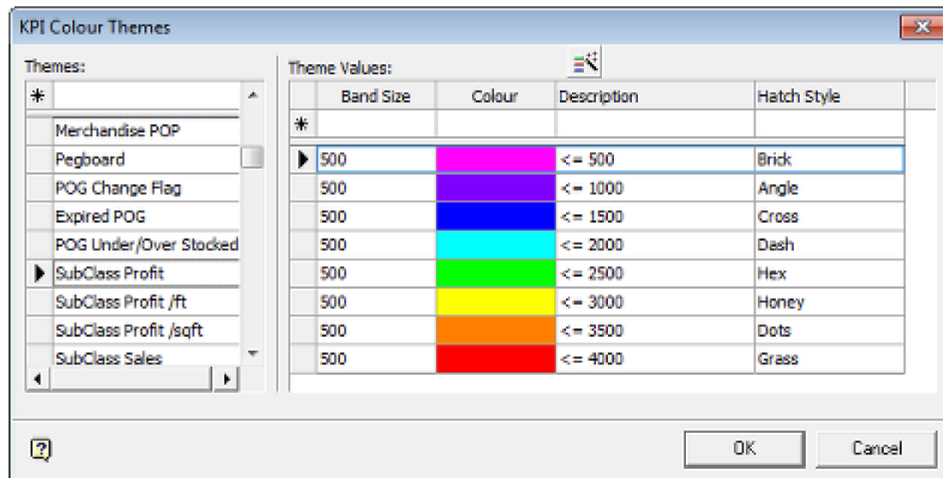 KPI Colour Themes
Themes:
Merchandise POP
Pegboard
POG Change Flag
Expired POG
POG Under/Over Stocked
SubClass Profit
SubClass Profit /ft
SubClass Profit /sqft
SubClass Sales
Theme Values:
Band Size Colour Description Hatch Style
500 <= 500 Brick
500 <= 1000 Angle
500 <= 1500 Cross
500 <= 2000 Dash
500 <= 2500 Hex
500 <= 3000 Honey
500 <= 3500 Dots
500 <= 4000 Grass
OK Cancel